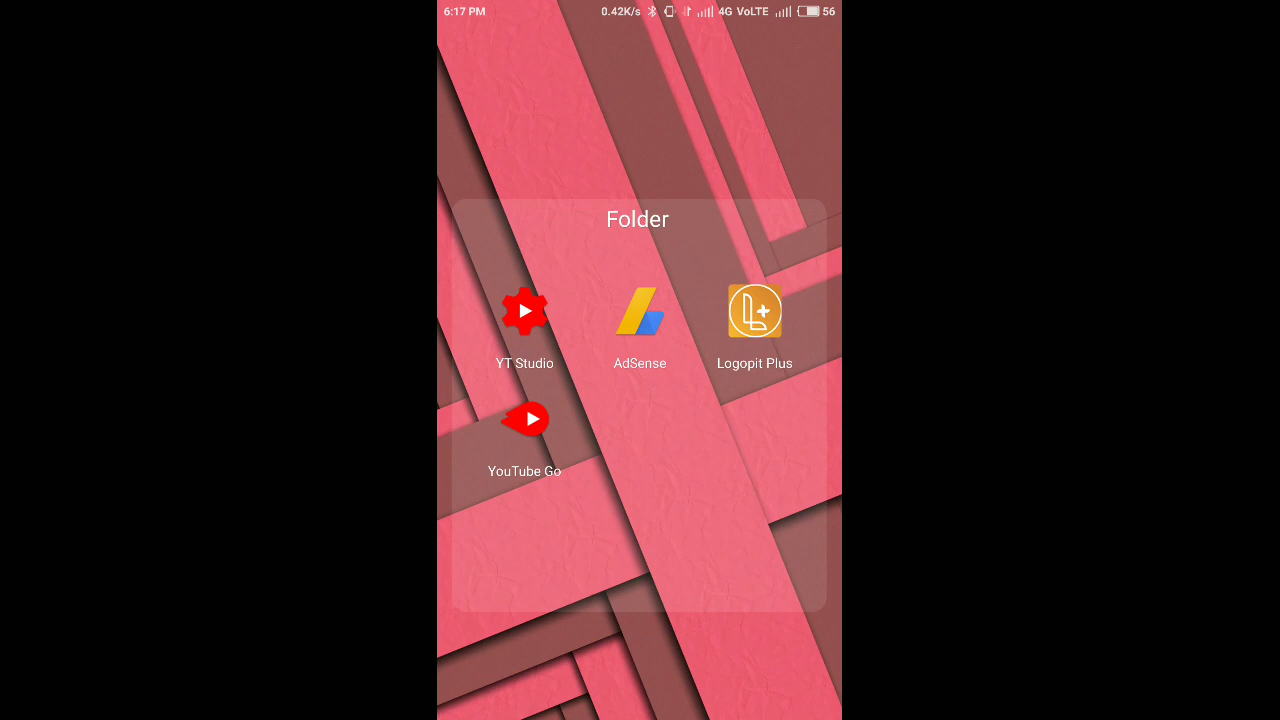 6:17 PM 0.42K/s 4G VoLTE 56
Folder
YT Studio AdSense Logopit Plus
YouTube Go